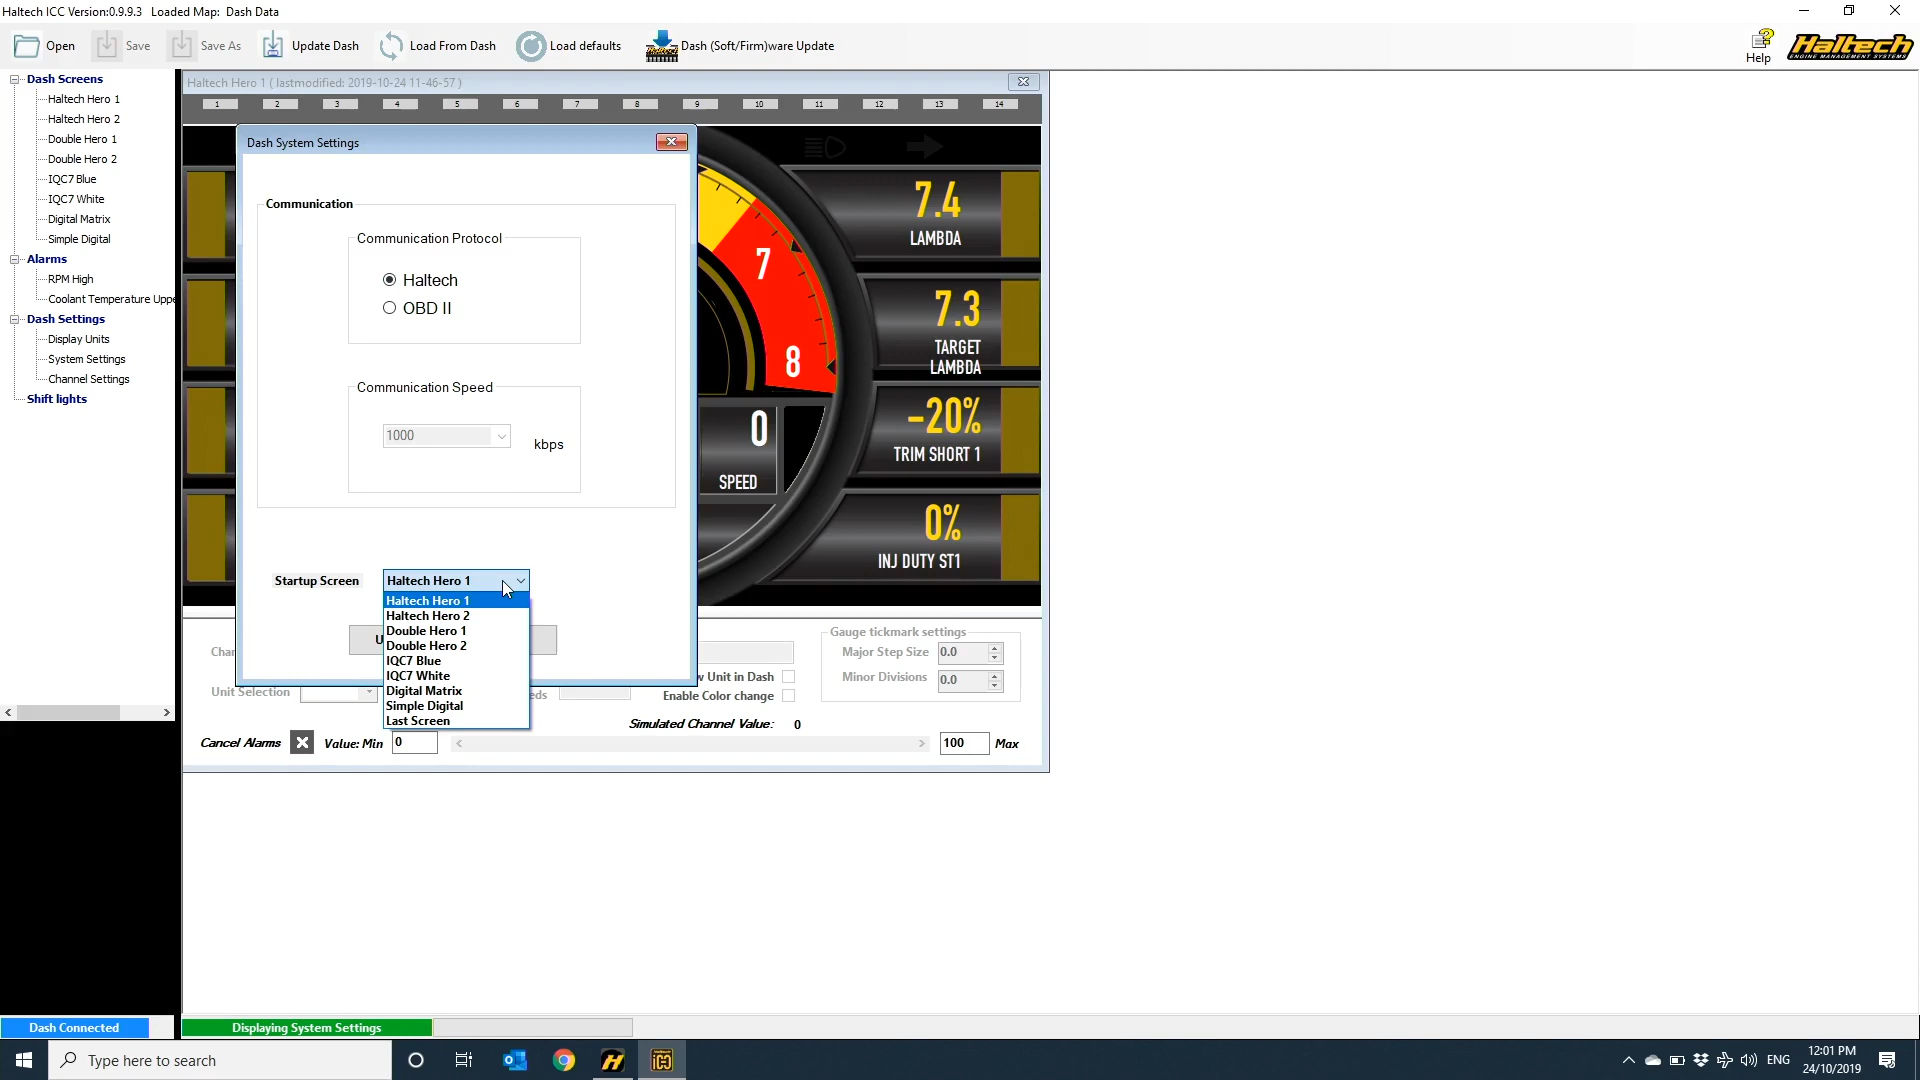 Haltech ICC Version:0.9.9.3 Loaded Map: Dash Data
Open Save Save As Update Dash Load From Dash Load defaults Dash (Soft/Firm)ware Update Help Haltech
ENGINE MANAGEMENT SYSTEMS
Dash Screens
Haltech Hero 1
Haltech Hero 2
Double Hero 1
Double Hero 2
IQC7 Blue
IQC7 White
Digital Matrix
Simple Digital
Alarms
RPM High
Coolant Temperature Uppe
Dash Settings
Display Units
System Settings
Channel Settings
Shift lights
Haltech Hero 1 ( lastmodified: 2019-10-24 11-46-57 )
1 2 3 4 5 6 7 8 9 10 11 12 13 14
Dash System Settings
Communication
Communication Protocol
Haltech
OBD II
Communication Speed
1000
kbps
Startup Screen
Haltech Hero 1
Haltech Hero 1
Haltech Hero 2
Double Hero 1
Double Hero 2
IQC7 Blue
IQC7 White
Digital Matrix
Simple Digital
Last Screen
U
7
8
0
SPEED
7.4
LAMBDA
7.3
TARGET
LAMBDA
-20%
TRIM SHORT 1
0%
INJ DUTY ST1
Chan
Unit Selection
eds
w Unit in Dash
Enable Color change
Gauge tickmark settings
Major Step Size 0.0
Minor Divisions 0.0
Simulated Channel Value: 0
Cancel Alarms Value: Min 0
100 Max
Dash Connected
Displaying System Settings
Type here to search
ENG
12:01 PM
24/10/2019